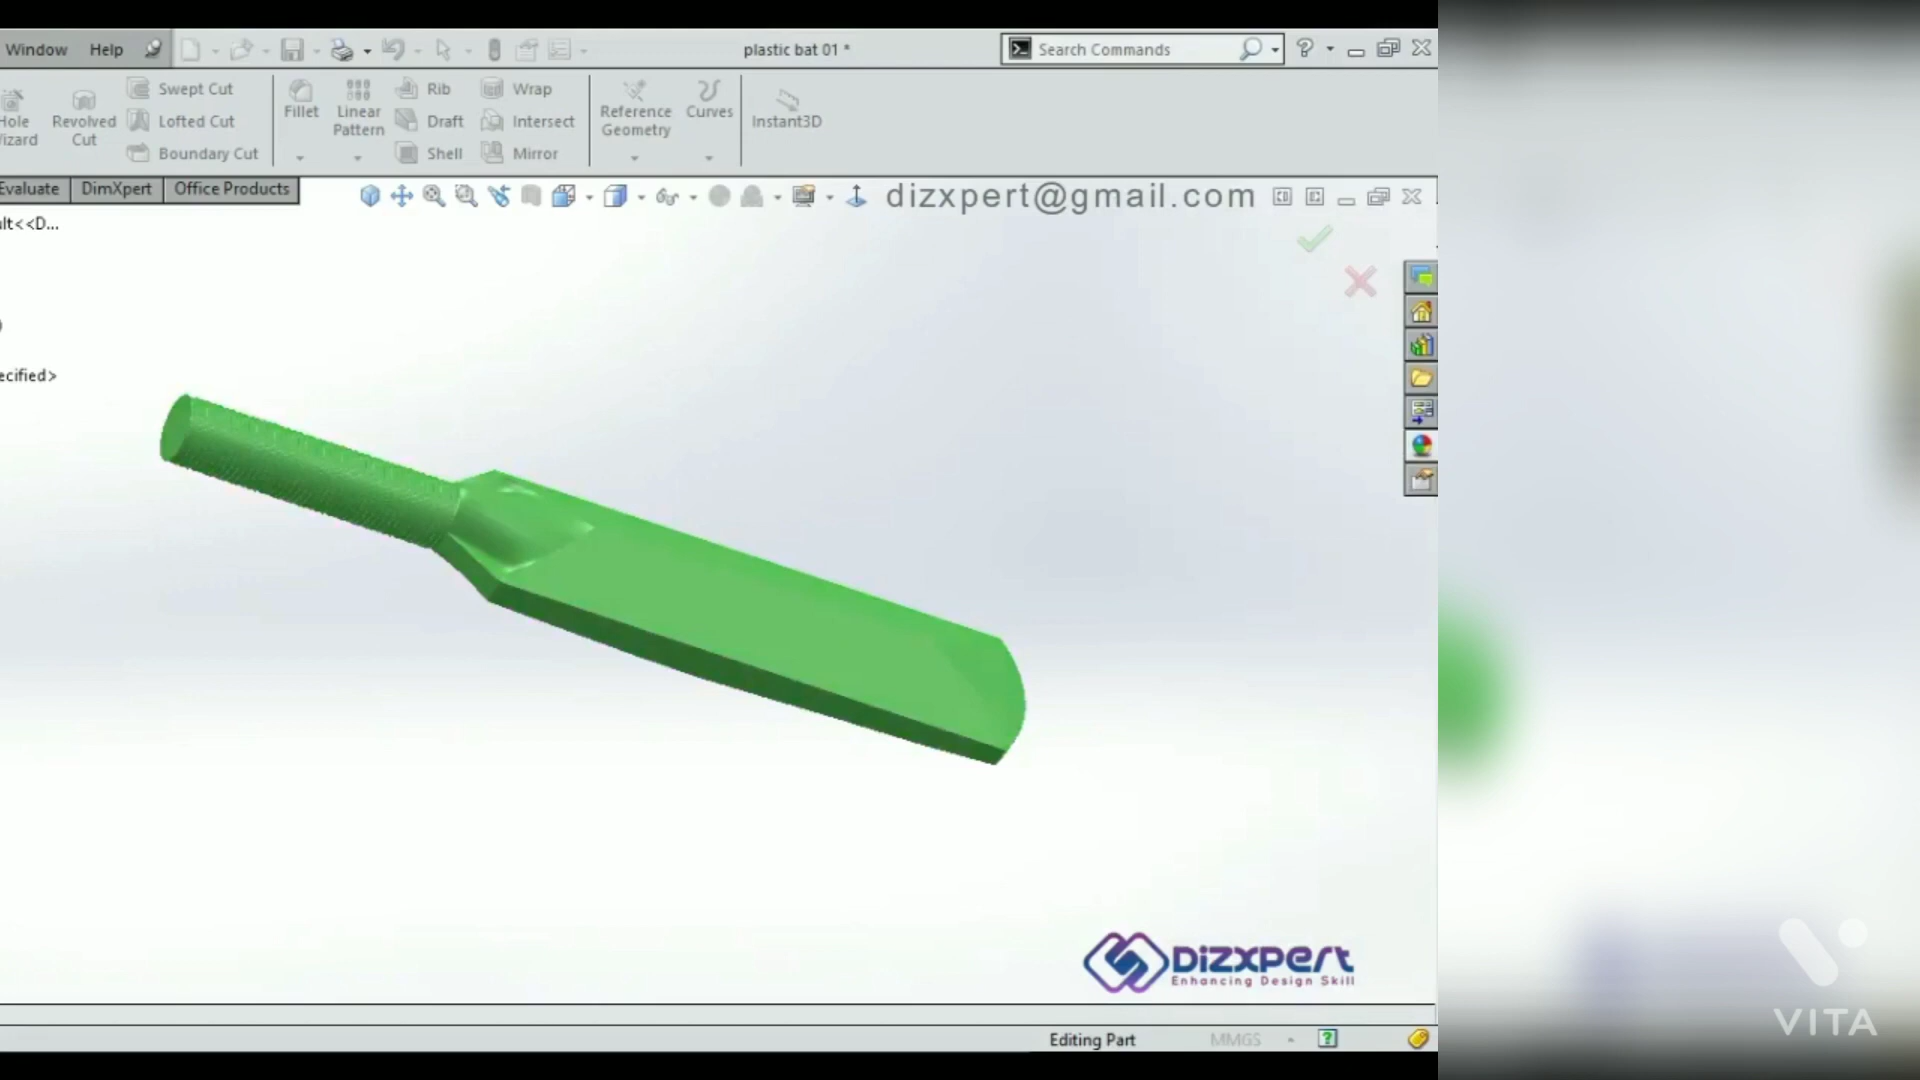 Window Help
plastic bat 01 *
Search Commands
Swept Cut
Lofted Cut
Boundary Cut
Hole
Wizard
Revolved
Cut
Fillet
Linear
Pattern
Rib
Draft
Shell
Wrap
Intersect
Mirror
Reference
Geometry
Curves
Instant3D
Evaluate DimXpert Office Products
dizxpert@gmail.com
ult<<D...
ecified>
Dizxpert
Enhancing Design Skill
Editing Part MMGS
VITA